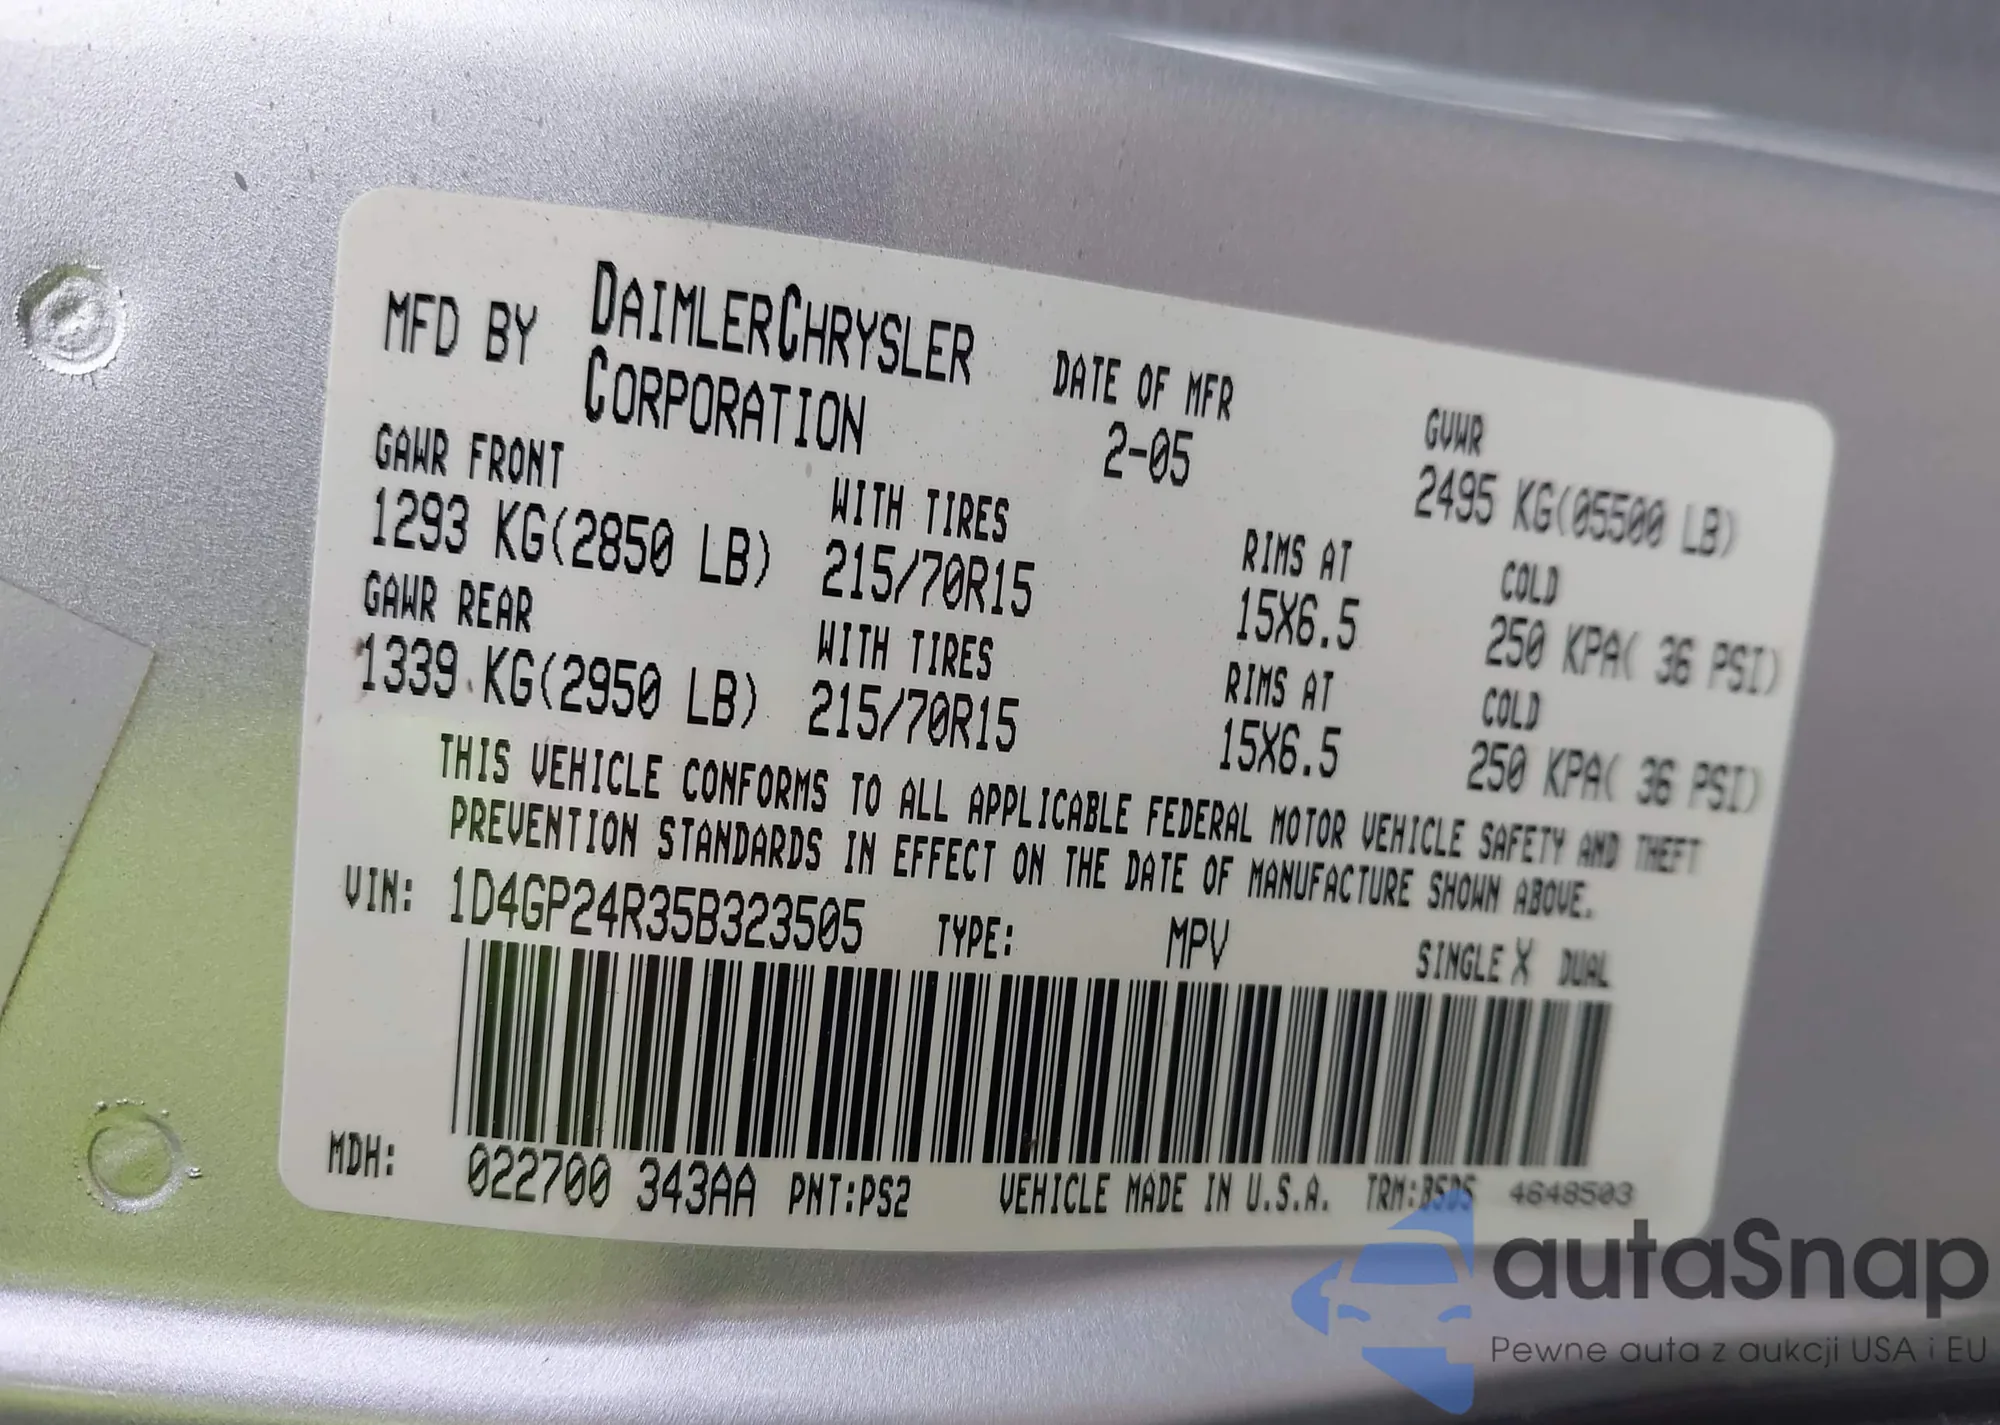 MFD BY DAIMLERCHRYSLER CORPORATION
DATE OF MFR
2-05
GVWR
2495 KG(05500 LB)
GAWR FRONT
1293 KG(2850 LB)
WITH TIRES
215/70R15
RIMS AT
15X6.5
COLD
250 KPA( 36 PSI)
GAWR REAR
1339 KG(2950 LB)
WITH TIRES
215/70R15
RIMS AT
15X6.5
COLD
250 KPA( 36 PSI)
THIS VEHICLE CONFORMS TO ALL APPLICABLE FEDERAL MOTOR VEHICLE SAFETY AND THEFT
PREVENTION STANDARDS IN EFFECT ON THE DATE OF MANUFACTURE SHOWN ABOVE.
VIN: 1D4GP24R35B323505 TYPE: MPV SINGLE X DUAL
MDH: 022700 343AA PNT:PS2 VEHICLE MADE IN U.S.A. TRM:BSDS 4648503
autaSnap
Pewne auta z aukcji USA i EU